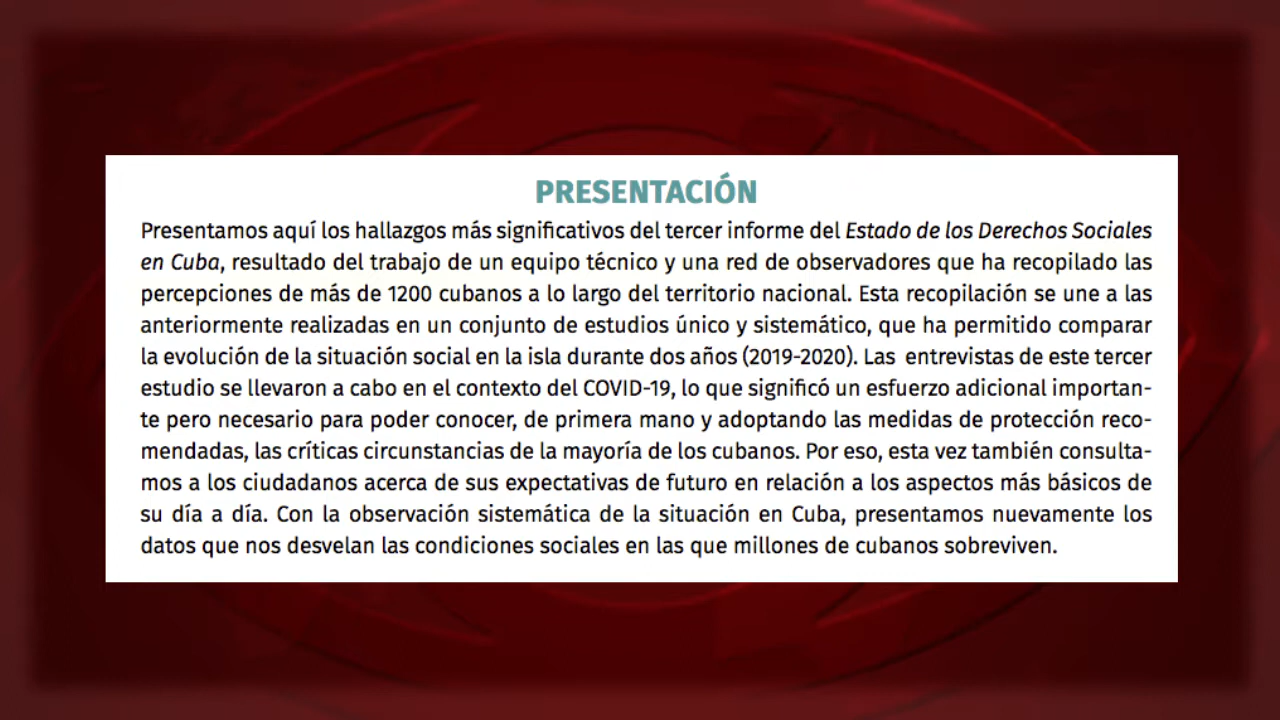 PRESENTACIÓN
Presentamos aquí los hallazgos más significativos del tercer informe del Estado de los Derechos Sociales
en Cuba, resultado del trabajo de un equipo técnico y una red de observadores que ha recopilado las
percepciones de más de 1200 cubanos a lo largo del territorio nacional. Esta recopilación se une a las
anteriormente realizadas en un conjunto de estudios único y sistemático, que ha permitido comparar
la evolución de la situación social en la isla durante dos años (2019-2020). Las entrevistas de este tercer
estudio se llevaron a cabo en el contexto del COVID-19, lo que significó un esfuerzo adicional importan-
te pero necesario para poder conocer, de primera mano y adoptando las medidas de protección reco-
mendadas, las críticas circunstancias de la mayoría de los cubanos. Por eso, esta vez también consulta-
mos a los ciudadanos acerca de sus expectativas de futuro en relación a los aspectos más básicos de
su día a día. Con la observación sistemática de la situación en Cuba, presentamos nuevamente los
datos que nos desvelan las condiciones sociales en las que millones de cubanos sobreviven.